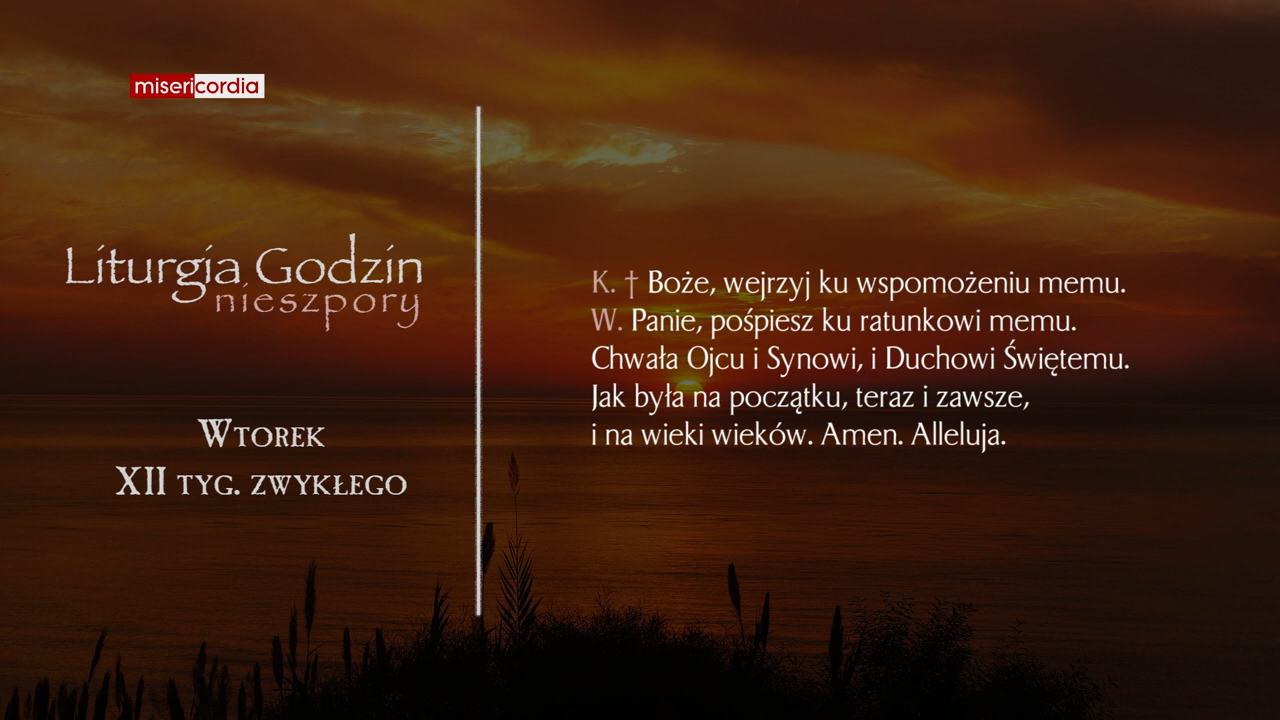 misericordia
Liturgia Godzin
nieszpory
Wtorek
XII tyg. zwykłego
K. † Boże, wejrzyj ku wspomożeniu memu.
W. Panie, pośpiesz ku ratunkowi memu.
Chwała Ojcu i Synowi, i Duchowi Świętemu.
Jak była na początku, teraz i zawsze,
i na wieki wieków. Amen. Alleluja.